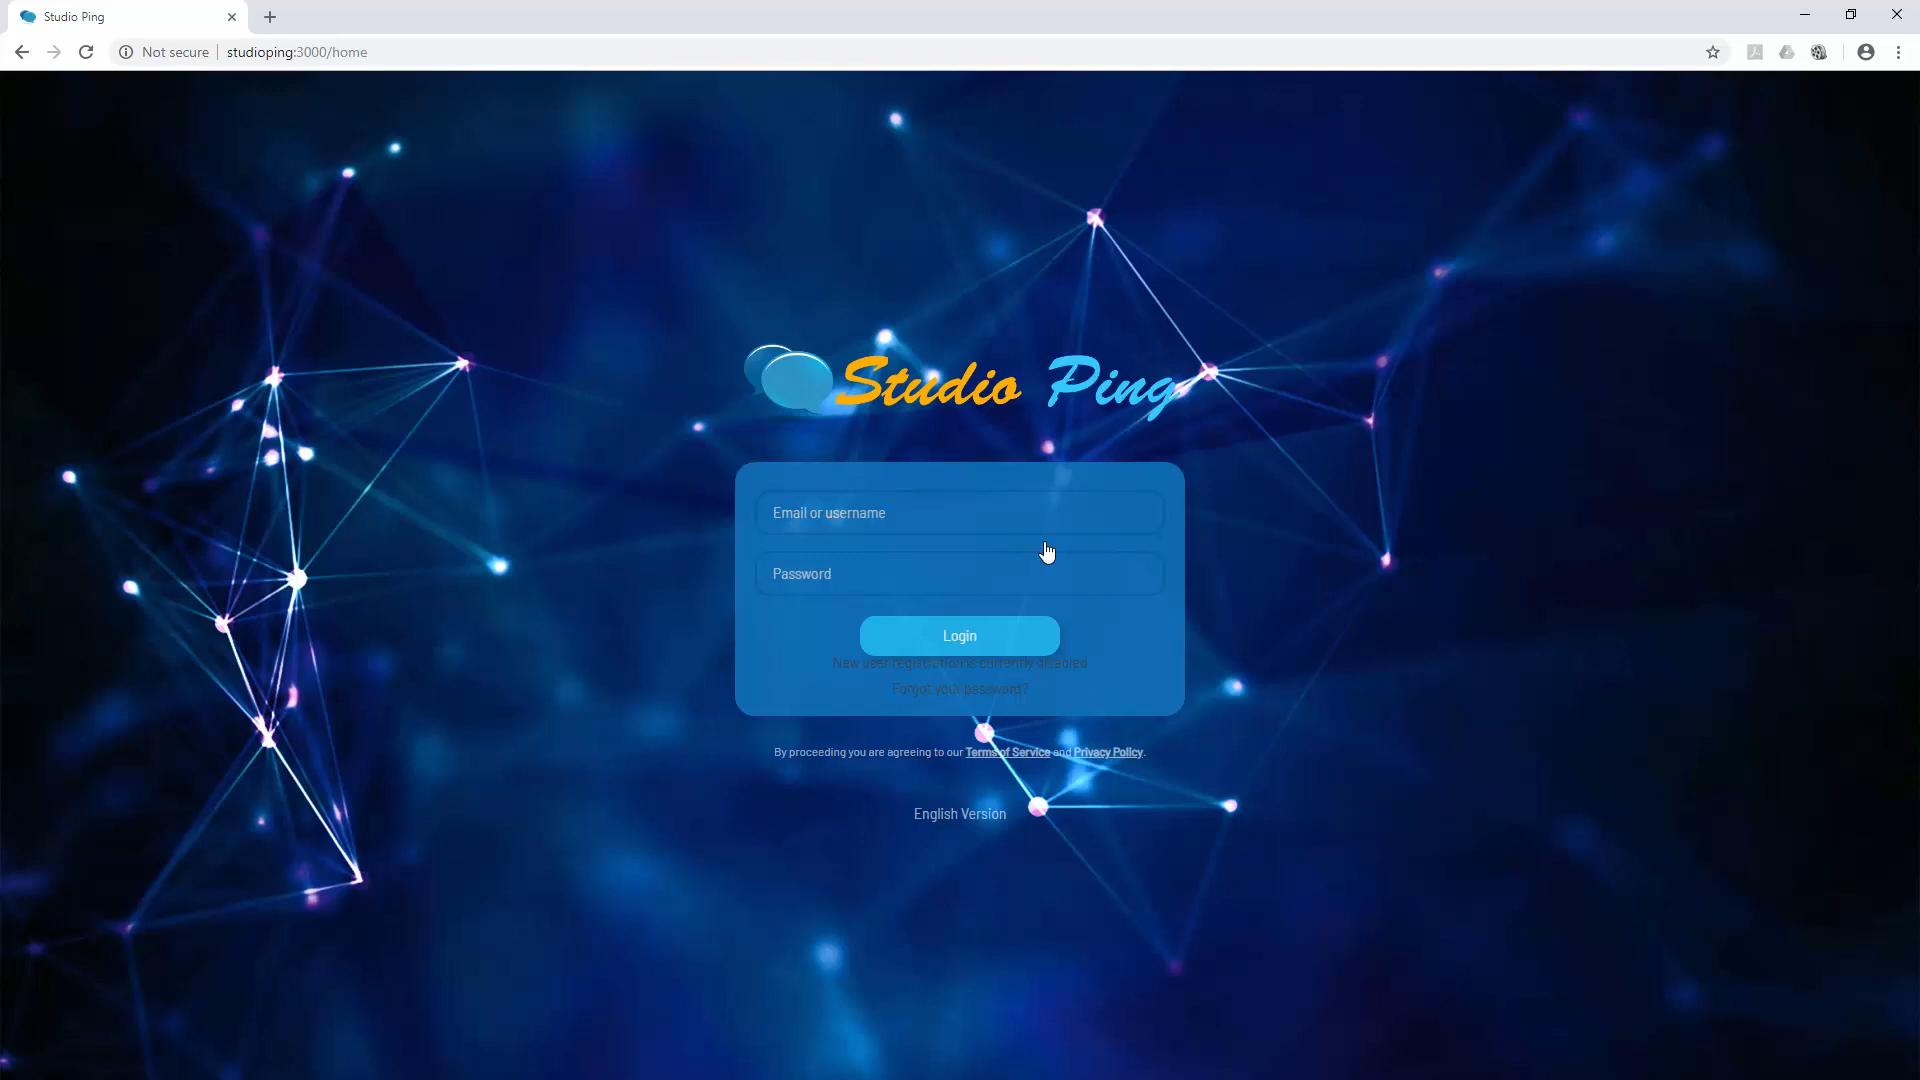 Studio Ping
Not secure studioping:3000/home
Studio Ping
Email or username
Password
Login
New user registration is currently disabled
Forgot your password?
By proceeding you are agreeing to our Terms of Service and Privacy Policy.
English Version